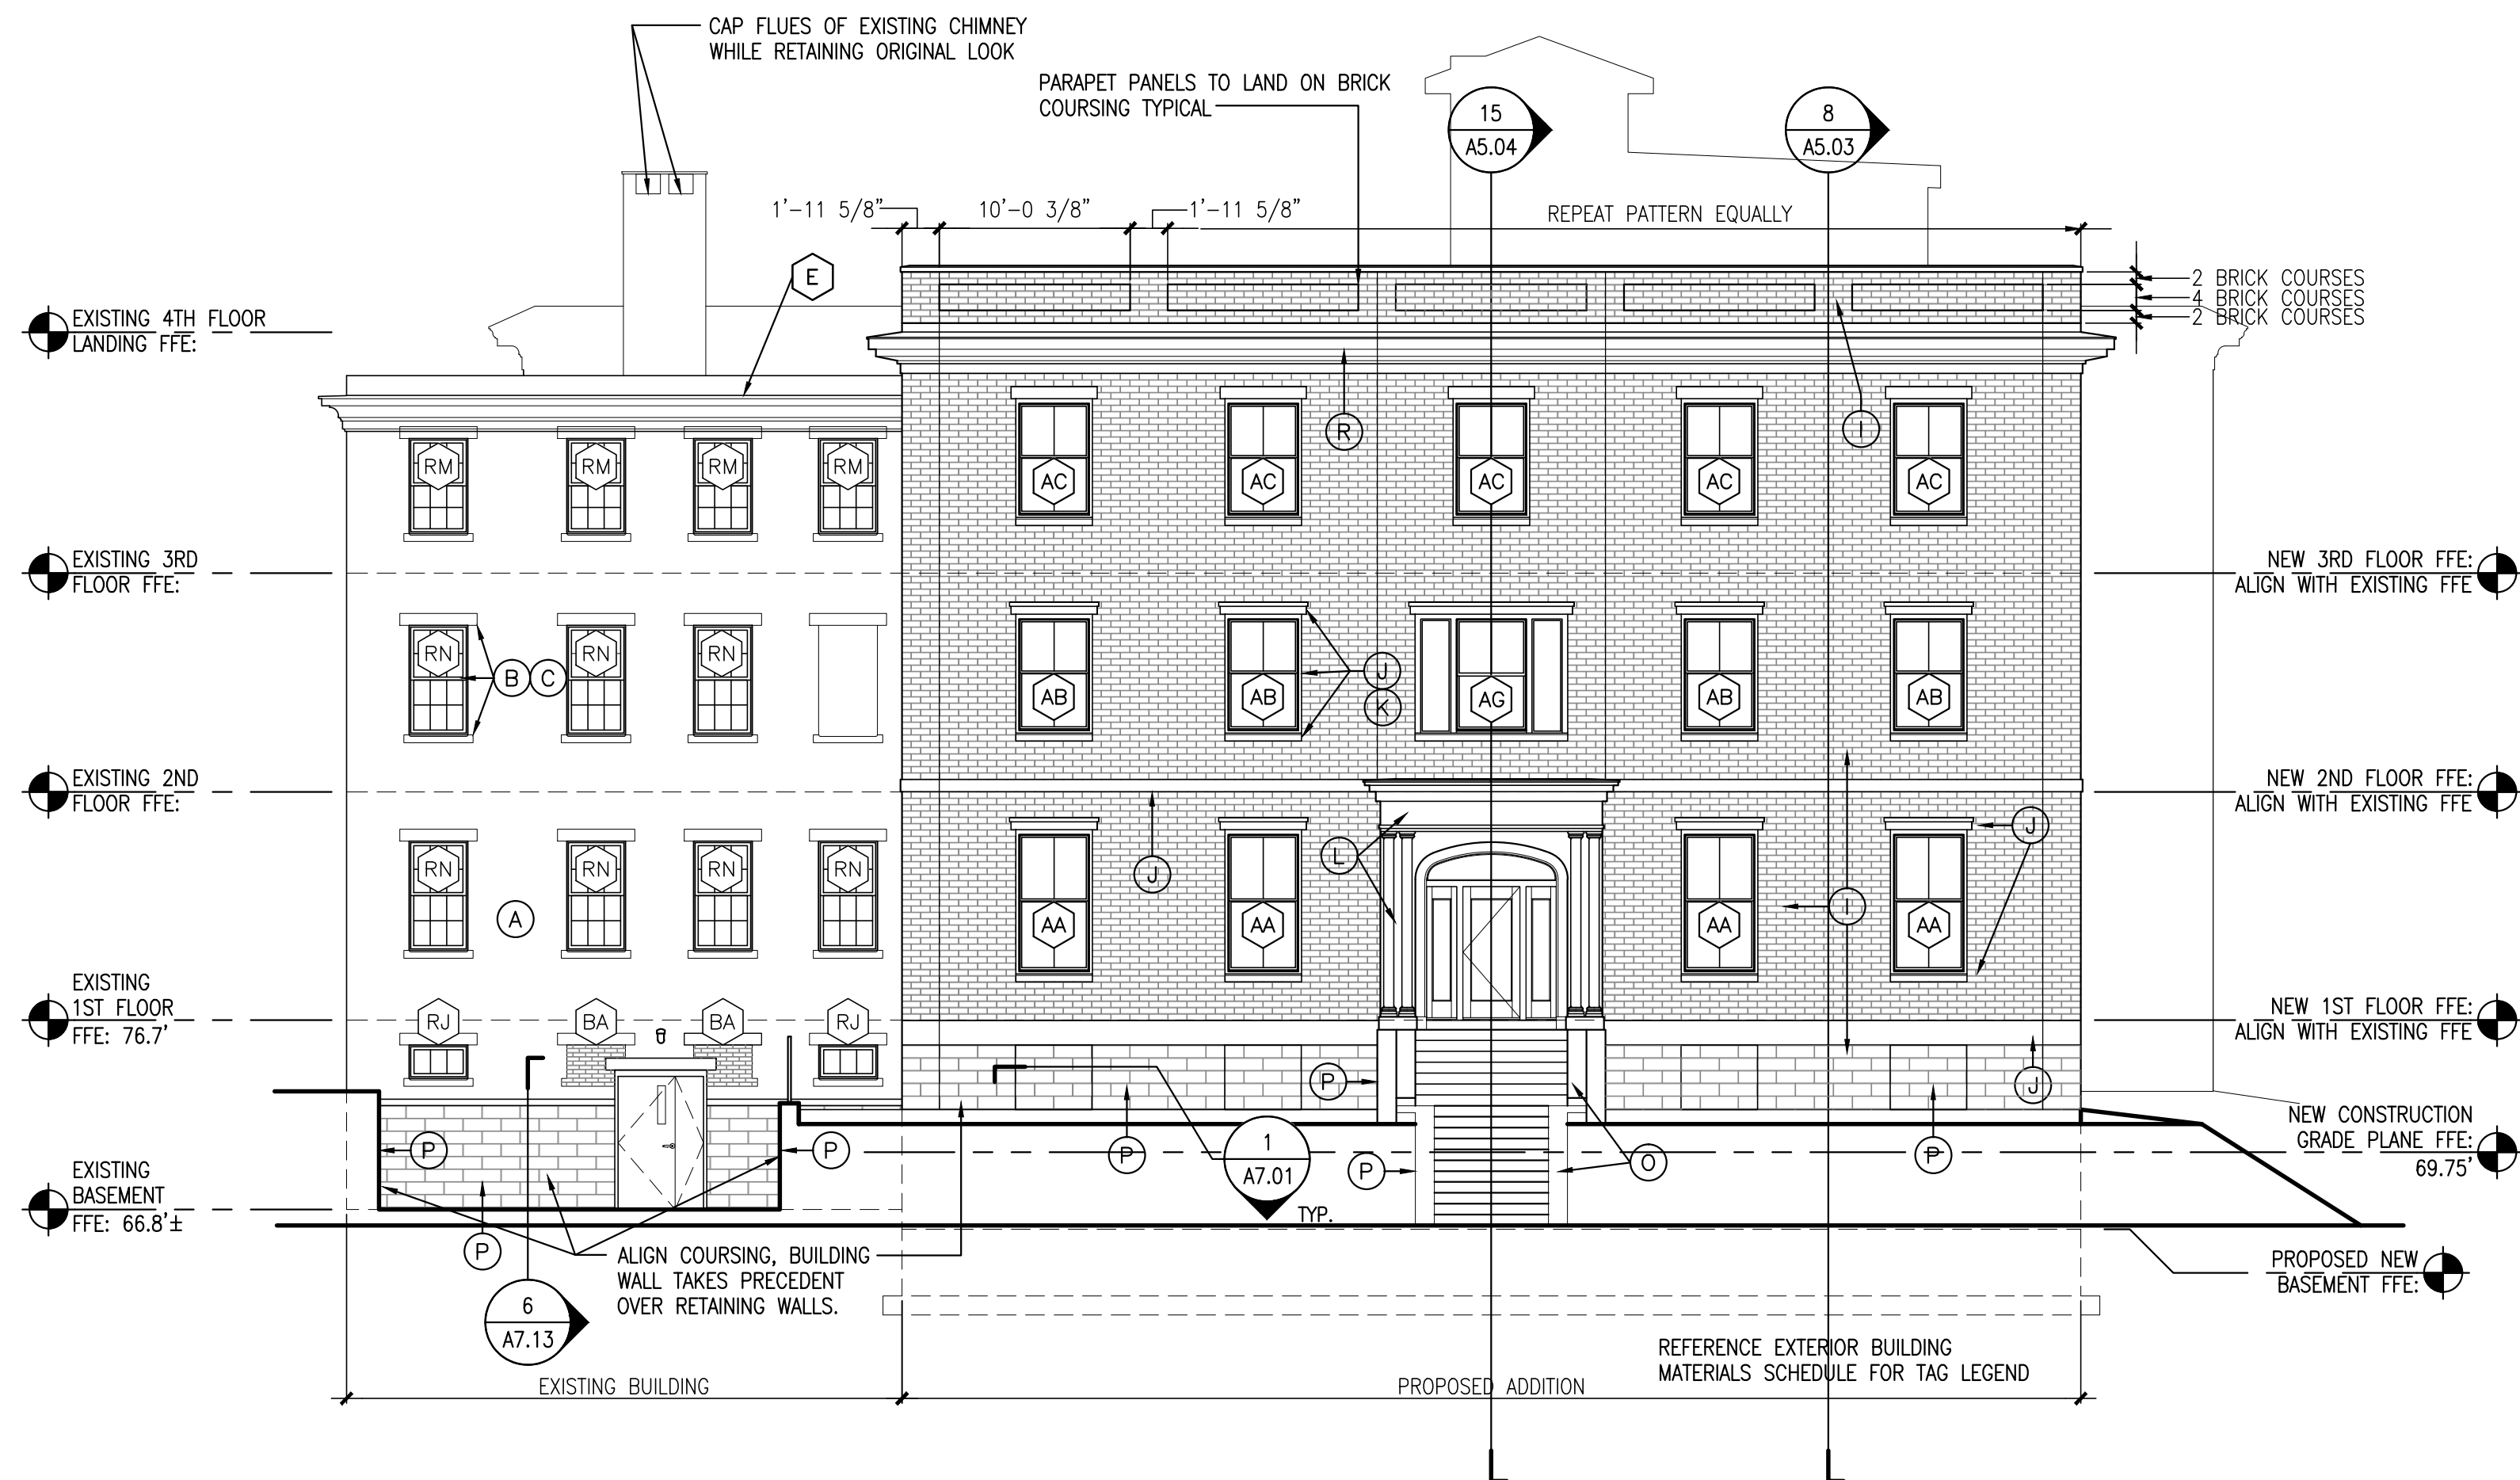 CAP FLUES OF EXISTING CHIMNEY
WHILE RETAINING ORIGINAL LOOK
PARAPET PANELS TO LAND ON BRICK
COURSING TYPICAL
15
A5.04
8
A5.03
1'-11 5/8"
10'-0 3/8"
1'-11 5/8"
REPEAT PATTERN EQUALLY
E
2 BRICK COURSES
4 BRICK COURSES
2 BRICK COURSES
EXISTING 4TH FLOOR
LANDING FFE:
R
I
RM
RM
RM
RM
AC
AC
AC
AC
AC
EXISTING 3RD
FLOOR FFE:
NEW 3RD FLOOR FFE:
ALIGN WITH EXISTING FFE
RN
RN
RN
B
C
J
K
AB
AB
AG
AB
AB
EXISTING 2ND
FLOOR FFE:
NEW 2ND FLOOR FFE:
ALIGN WITH EXISTING FFE
RN
RN
RN
RN
J
L
J
A
I
AA
AA
AA
AA
EXISTING
1ST FLOOR
FFE: 76.7'
NEW 1ST FLOOR FFE:
ALIGN WITH EXISTING FFE
RJ
BA
BA
RJ
P
J
NEW CONSTRUCTION
GRADE PLANE FFE:
69.75'
P
P
P
1
A7.01
TYP.
P
O
P
EXISTING
BASEMENT
FFE: 66.8'±
P
ALIGN COURSING, BUILDING
WALL TAKES PRECEDENT
OVER RETAINING WALLS.
PROPOSED NEW
BASEMENT FFE:
6
A7.13
REFERENCE EXTERIOR BUILDING
MATERIALS SCHEDULE FOR TAG LEGEND
EXISTING BUILDING
PROPOSED ADDITION